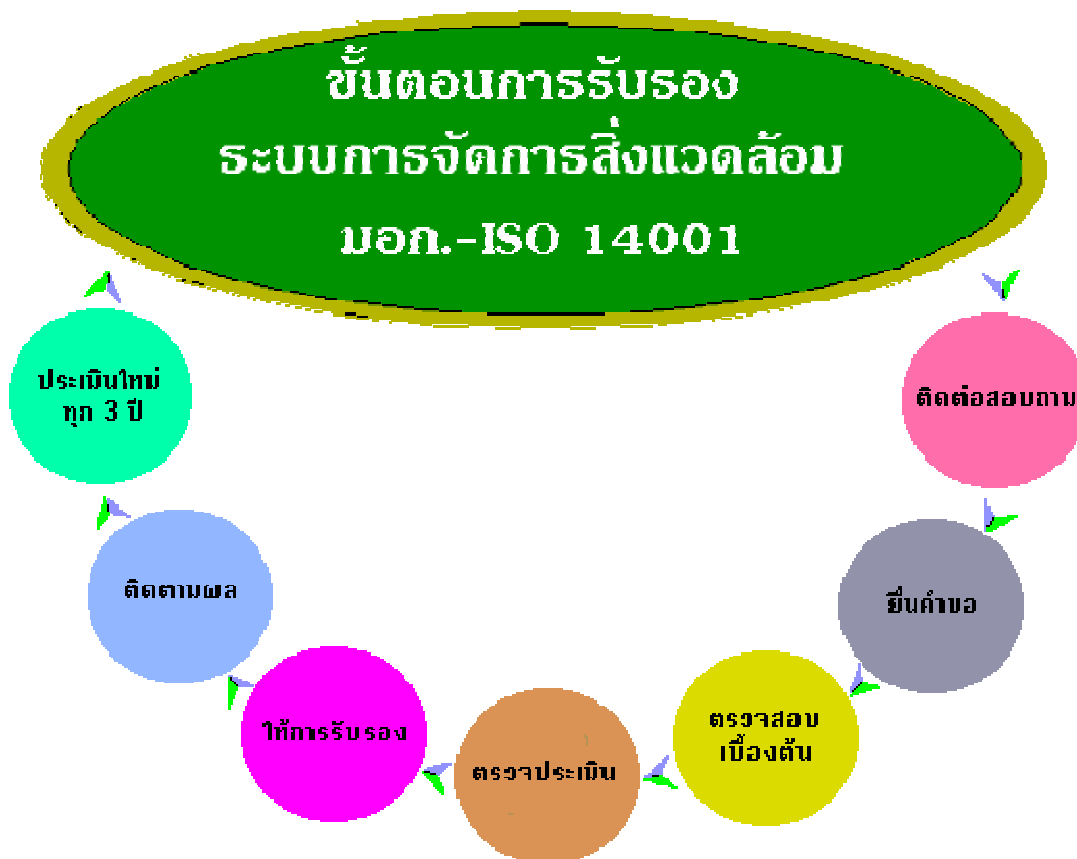 ขั้นตอนการรับรอง
ระบบการจัดการสิ่งแวดล้อม
มอก.-ISO 14001
ติดต่อสอบถาม
ยื่นคำขอ
ตรวจสอบ
เบื้องต้น
ตรวจประเมิน
ให้การรับรอง
ติดตามผล
ประเมินใหม่
ทุก 3 ปี